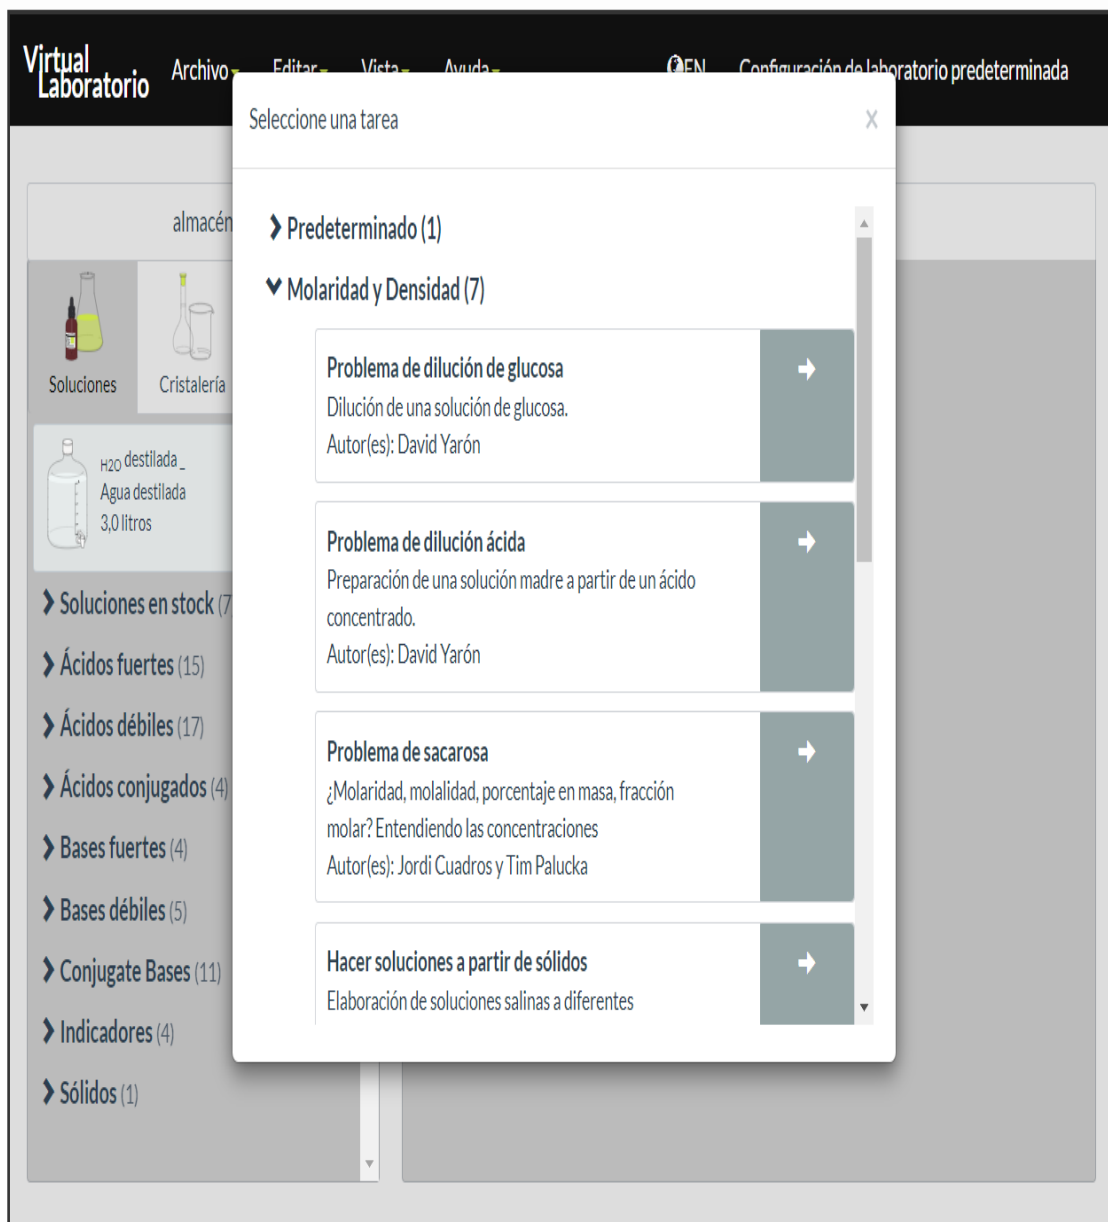 Virtual
Laboratorio
Archivo
Editar
Vista
Ayuda
EN
Configuración de laboratorio predeterminada
Seleccione una tarea
x
almacén
Soluciones
Cristalería
H2O destilada_
Agua destilada
3,0 litros
Soluciones en stock (7
Ácidos fuertes (15)
Ácidos débiles (17)
Ácidos conjugados (4)
Bases fuertes (4)
Bases débiles (5)
Conjugate Bases (11)
Indicadores (4)
Sólidos (1)
Predeterminado (1)
Molaridad y Densidad (7)
Problema de dilución de glucosa
Dilución de una solución de glucosa.
Autor(es): David Yarón
Problema de dilución ácida
Preparación de una solución madre a partir de un ácido
concentrado.
Autor(es): David Yarón
Problema de sacarosa
¿Molaridad, molalidad, porcentaje en masa, fracción
molar? Entendiendo las concentraciones
Autor(es): Jordi Cuadros y Tim Palucka
Hacer soluciones a partir de sólidos
Elaboración de soluciones salinas a diferentes